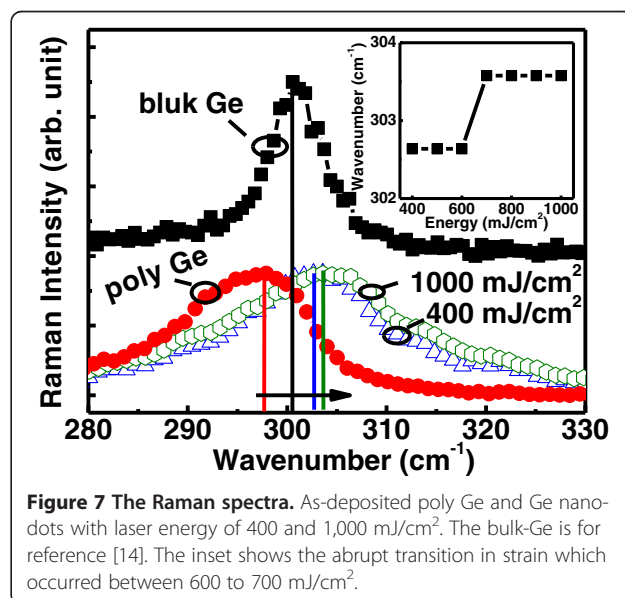 Raman Intensity (arb. unit)
bluk Ge
poly Ge
1000 mJ/cm²
400 mJ/cm²
280 290 300 310 320 330
Wavenumber (cm⁻¹)
Wavenumber (cm⁻¹)
304
303
302
400 600 800 1000
Energy (mJ/cm²)
Figure 7 The Raman spectra. As-deposited poly Ge and Ge nano-
dots with laser energy of 400 and 1,000 mJ/cm². The bulk-Ge is for
reference [14]. The inset shows the abrupt transition in strain which
occurred between 600 to 700 mJ/cm².